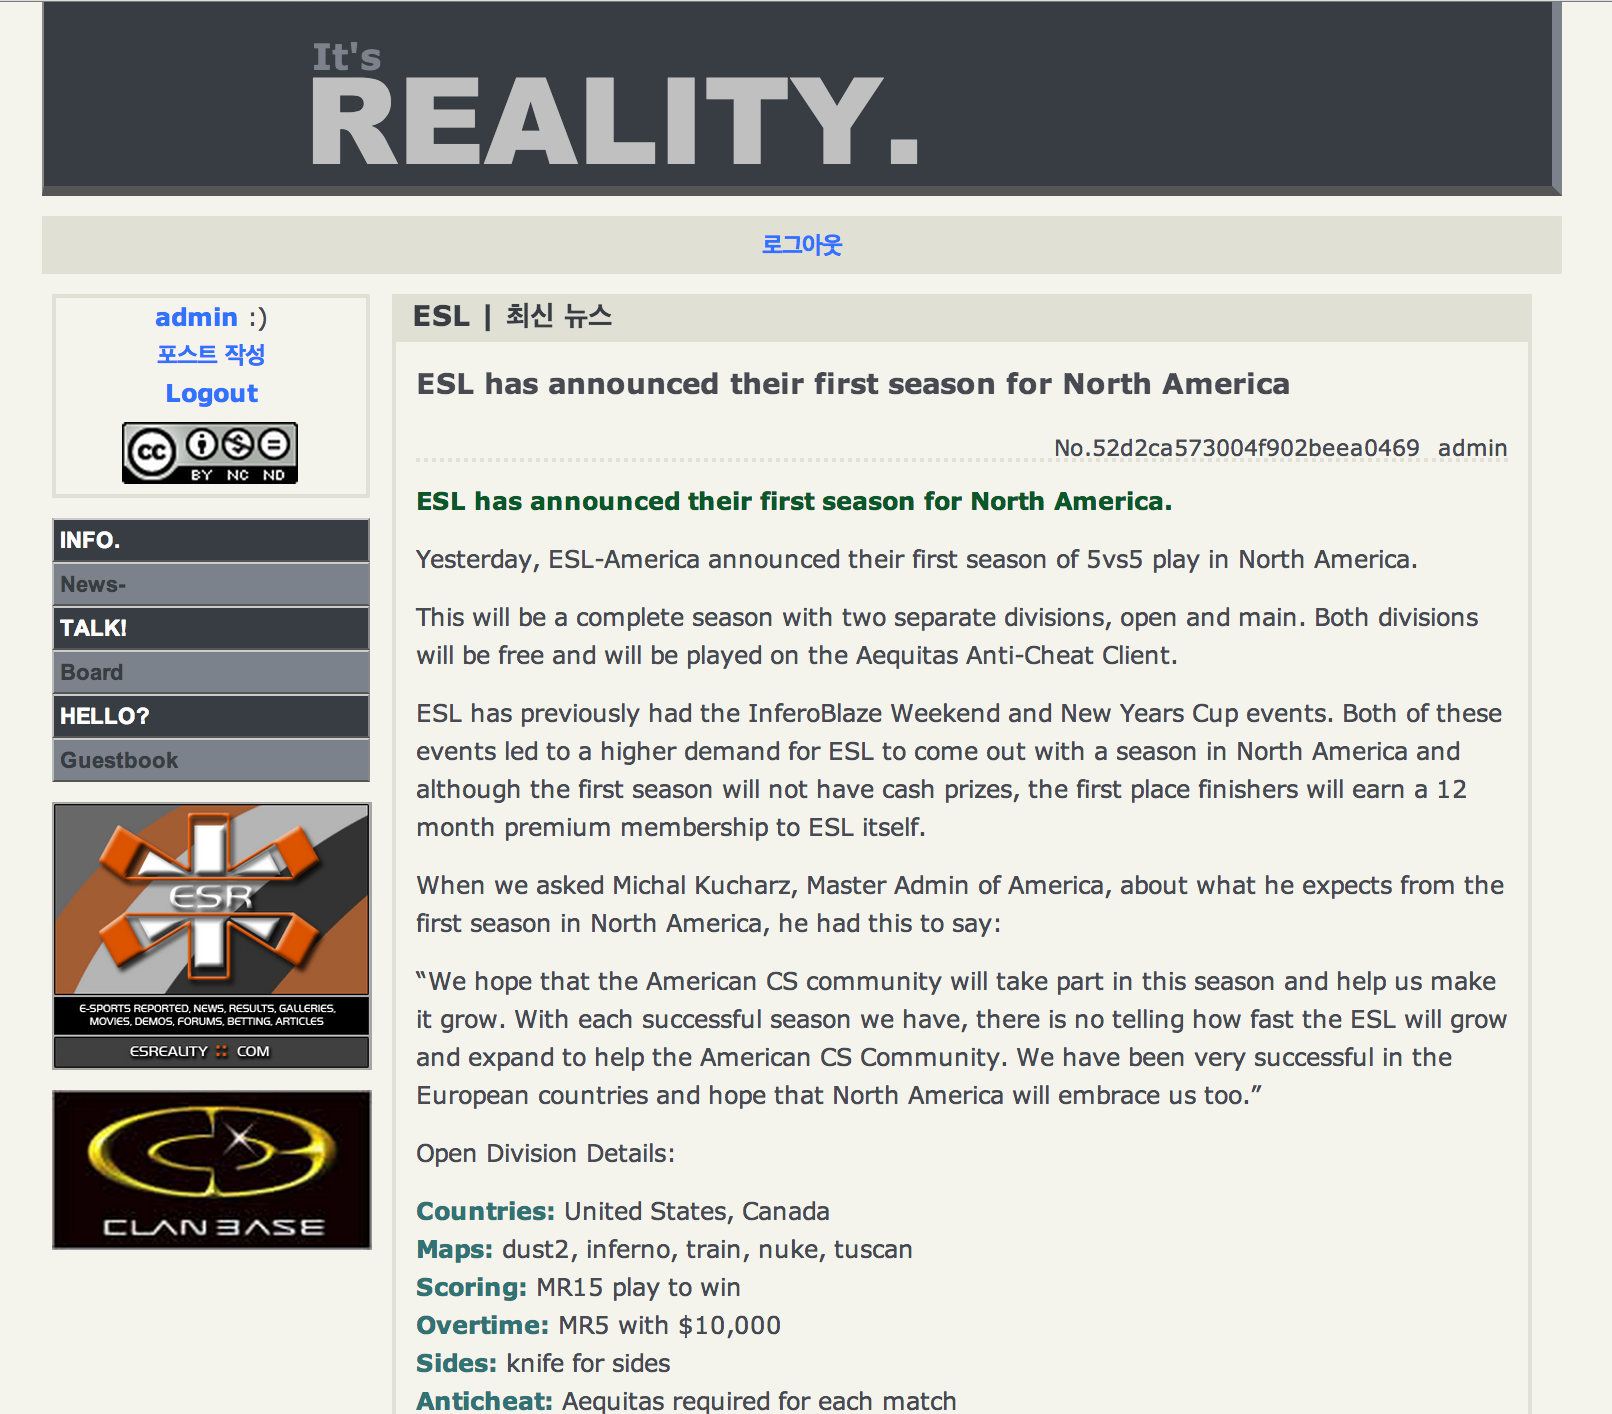 It's
REALITY.
로그아웃
admin :)
포스트 작성
Logout
cc
BY NC ND
INFO.
News-
TALK!
Board
HELLO?
Guestbook
ESR
E-SPORTS REPORTED, NEWS, RESULTS, GALLERIES,
MOVIES, DEMOS, FORUMS, BETTING, ARTICLES
ESREALITY :: COM
CLANBASE
ESL | 최신 뉴스
ESL has announced their first season for North America
No.52d2ca573004f902beea0469 admin
ESL has announced their first season for North America.
Yesterday, ESL-America announced their first season of 5vs5 play in North America.
This will be a complete season with two separate divisions, open and main. Both divisions
will be free and will be played on the Aequitas Anti-Cheat Client.
ESL has previously had the InferoBlaze Weekend and New Years Cup events. Both of these
events led to a higher demand for ESL to come out with a season in North America and
although the first season will not have cash prizes, the first place finishers will earn a 12
month premium membership to ESL itself.
When we asked Michal Kucharz, Master Admin of America, about what he expects from the
first season in North America, he had this to say:
“We hope that the American CS community will take part in this season and help us make
it grow. With each successful season we have, there is no telling how fast the ESL will grow
and expand to help the American CS Community. We have been very successful in the
European countries and hope that North America will embrace us too.”
Open Division Details:
Countries: United States, Canada
Maps: dust2, inferno, train, nuke, tuscan
Scoring: MR15 play to win
Overtime: MR5 with $10,000
Sides: knife for sides
Anticheat: Aequitas required for each match